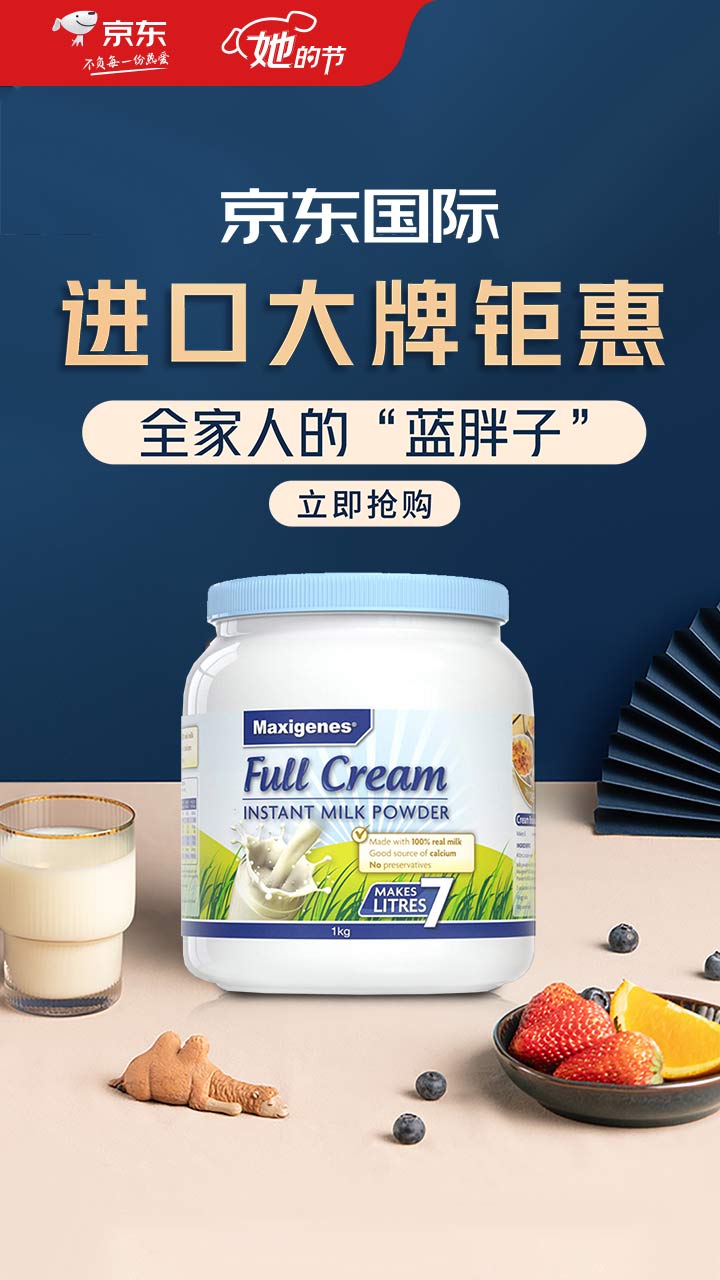 京东
不负每一份热爱
她的节
京东国际
进口大牌钜惠
全家人的“蓝胖子”
立即抢购
Maxigenes®
Full Cream
INSTANT MILK POWDER
Made with 100% real milk
Good source of calcium
No preservatives
MAKES
LITRES 7
1kg